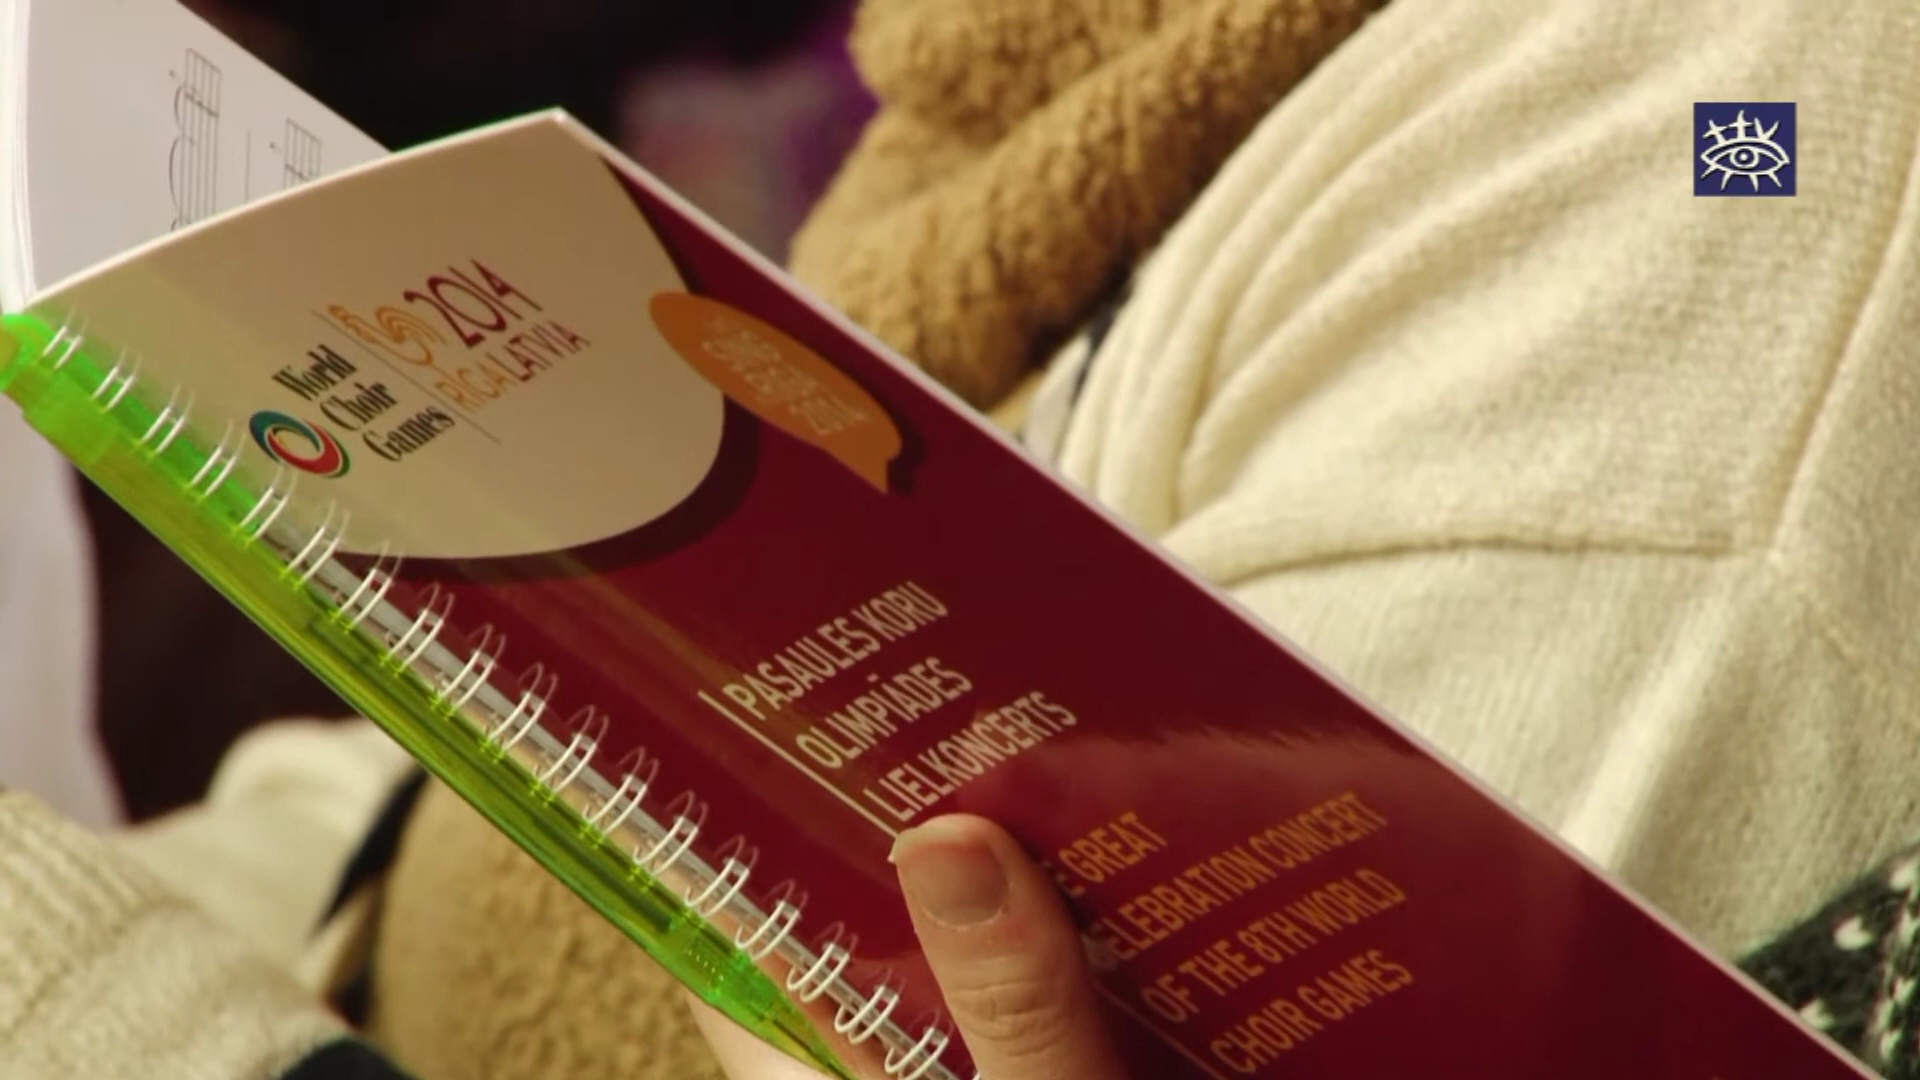 World
Choir
Games
2014
RIGA LATVIA
PASAULES KORU
OLIMPIĀDES
LIELKONCERTS
GREAT
CELEBRATION CONCERT
OF THE 8TH WORLD
CHOIR GAMES